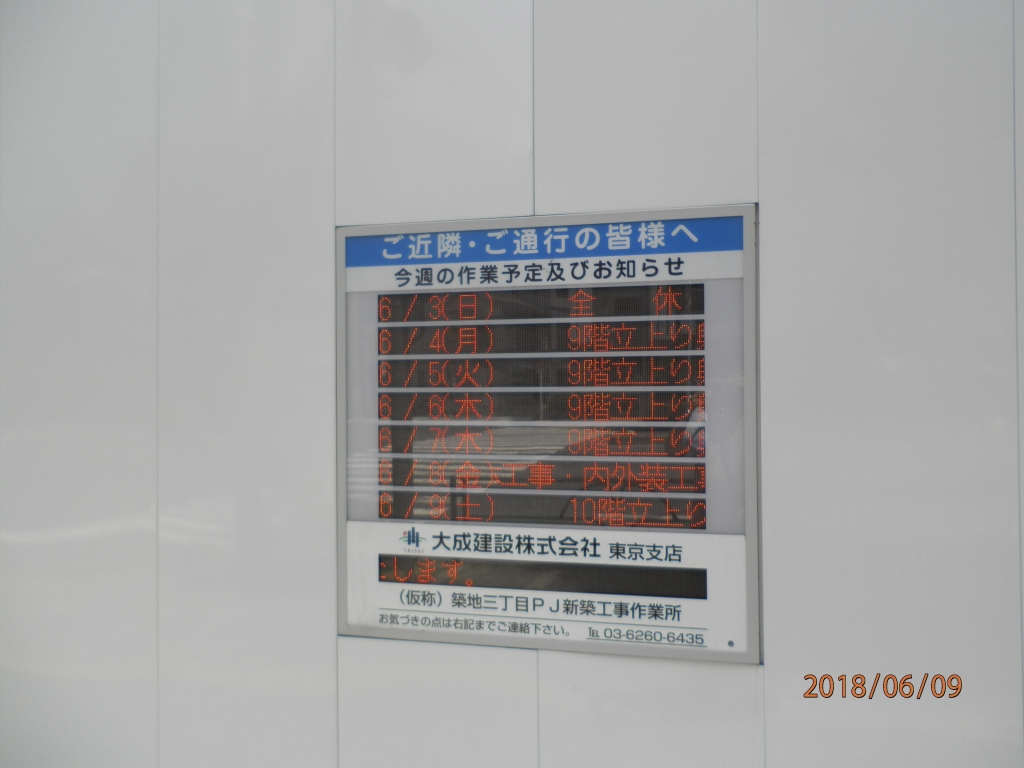 ご近隣・ご通行の皆様へ
今週の作業予定及びお知らせ
6 / 3(日) 全 休
6 / 4(月) 9階立上り
6 / 5(火) 9階立上り
6 / 6(水) 9階立上り
6 / 7(木) 9階立上り
6 / 8(金)工事 内外装工
6 / 9(土) 10階立上り
TAISEI 大成建設株式会社 東京支店
します。
(仮称)築地三丁目PJ新築工事作業所
お気づきの点は右記までご連絡下さい。 ℡ 03-6260-6435
2018/06/09